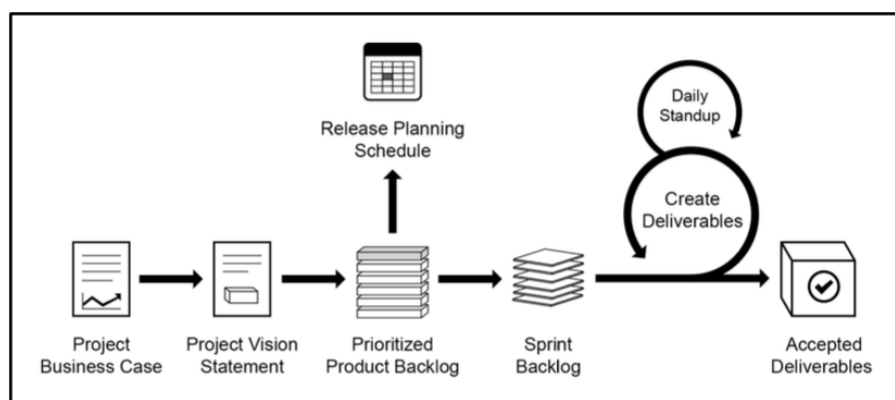 Daily
Standup
Release Planning
Schedule
Create
Deliverables
Project
Business Case
Project Vision
Statement
Prioritized
Product Backlog
Sprint
Backlog
Accepted
Deliverables